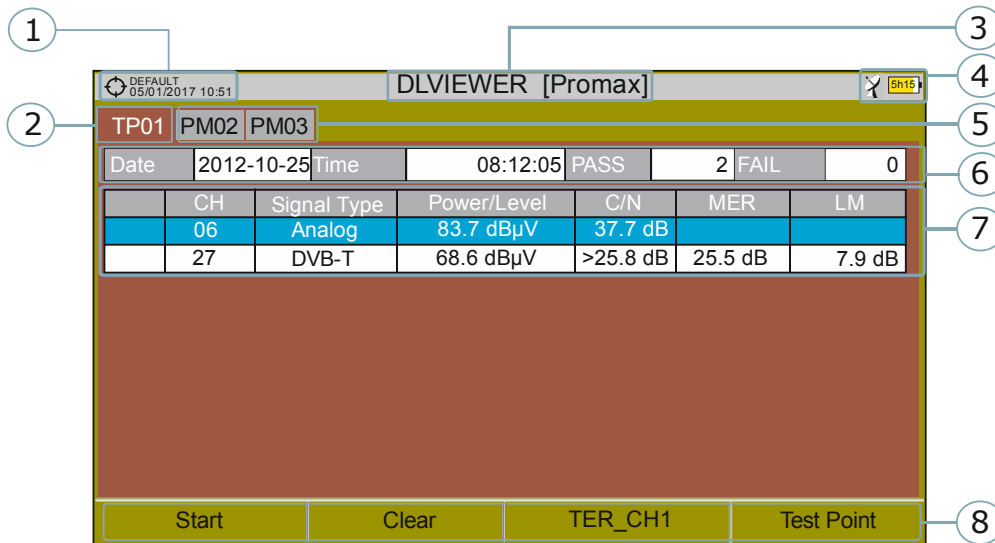 1
3
DEFAULT
05/01/2017 10:51
DLVIEWER [Promax]
5h15
4
2
TP01 PM02 PM03
5
Date 2012-10-25 Time 08:12:05 PASS 2 FAIL 0
6
CH Signal Type Power/Level C/N MER LM
06 Analog 83.7 dBµV 37.7 dB
7
27 DVB-T 68.6 dBµV >25.8 dB 25.5 dB 7.9 dB
Start Clear TER_CH1 Test Point
8